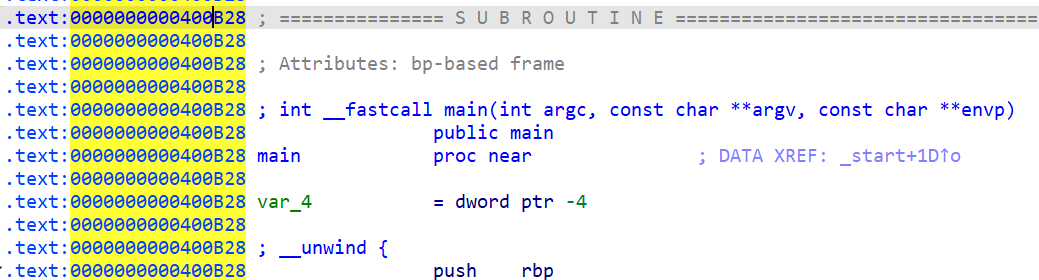 .text:0000000000400B28 ; =============== S U B R O U T I N E =================================
.text:0000000000400B28
.text:0000000000400B28 ; Attributes: bp-based frame
.text:0000000000400B28
.text:0000000000400B28 ; int __fastcall main(int argc, const char **argv, const char **envp)
.text:0000000000400B28 public main
.text:0000000000400B28 main proc near ; DATA XREF: _start+1D↑o
.text:0000000000400B28
.text:0000000000400B28 var_4 = dword ptr -4
.text:0000000000400B28
.text:0000000000400B28 ; __unwind {
.text:0000000000400B28 push rbp